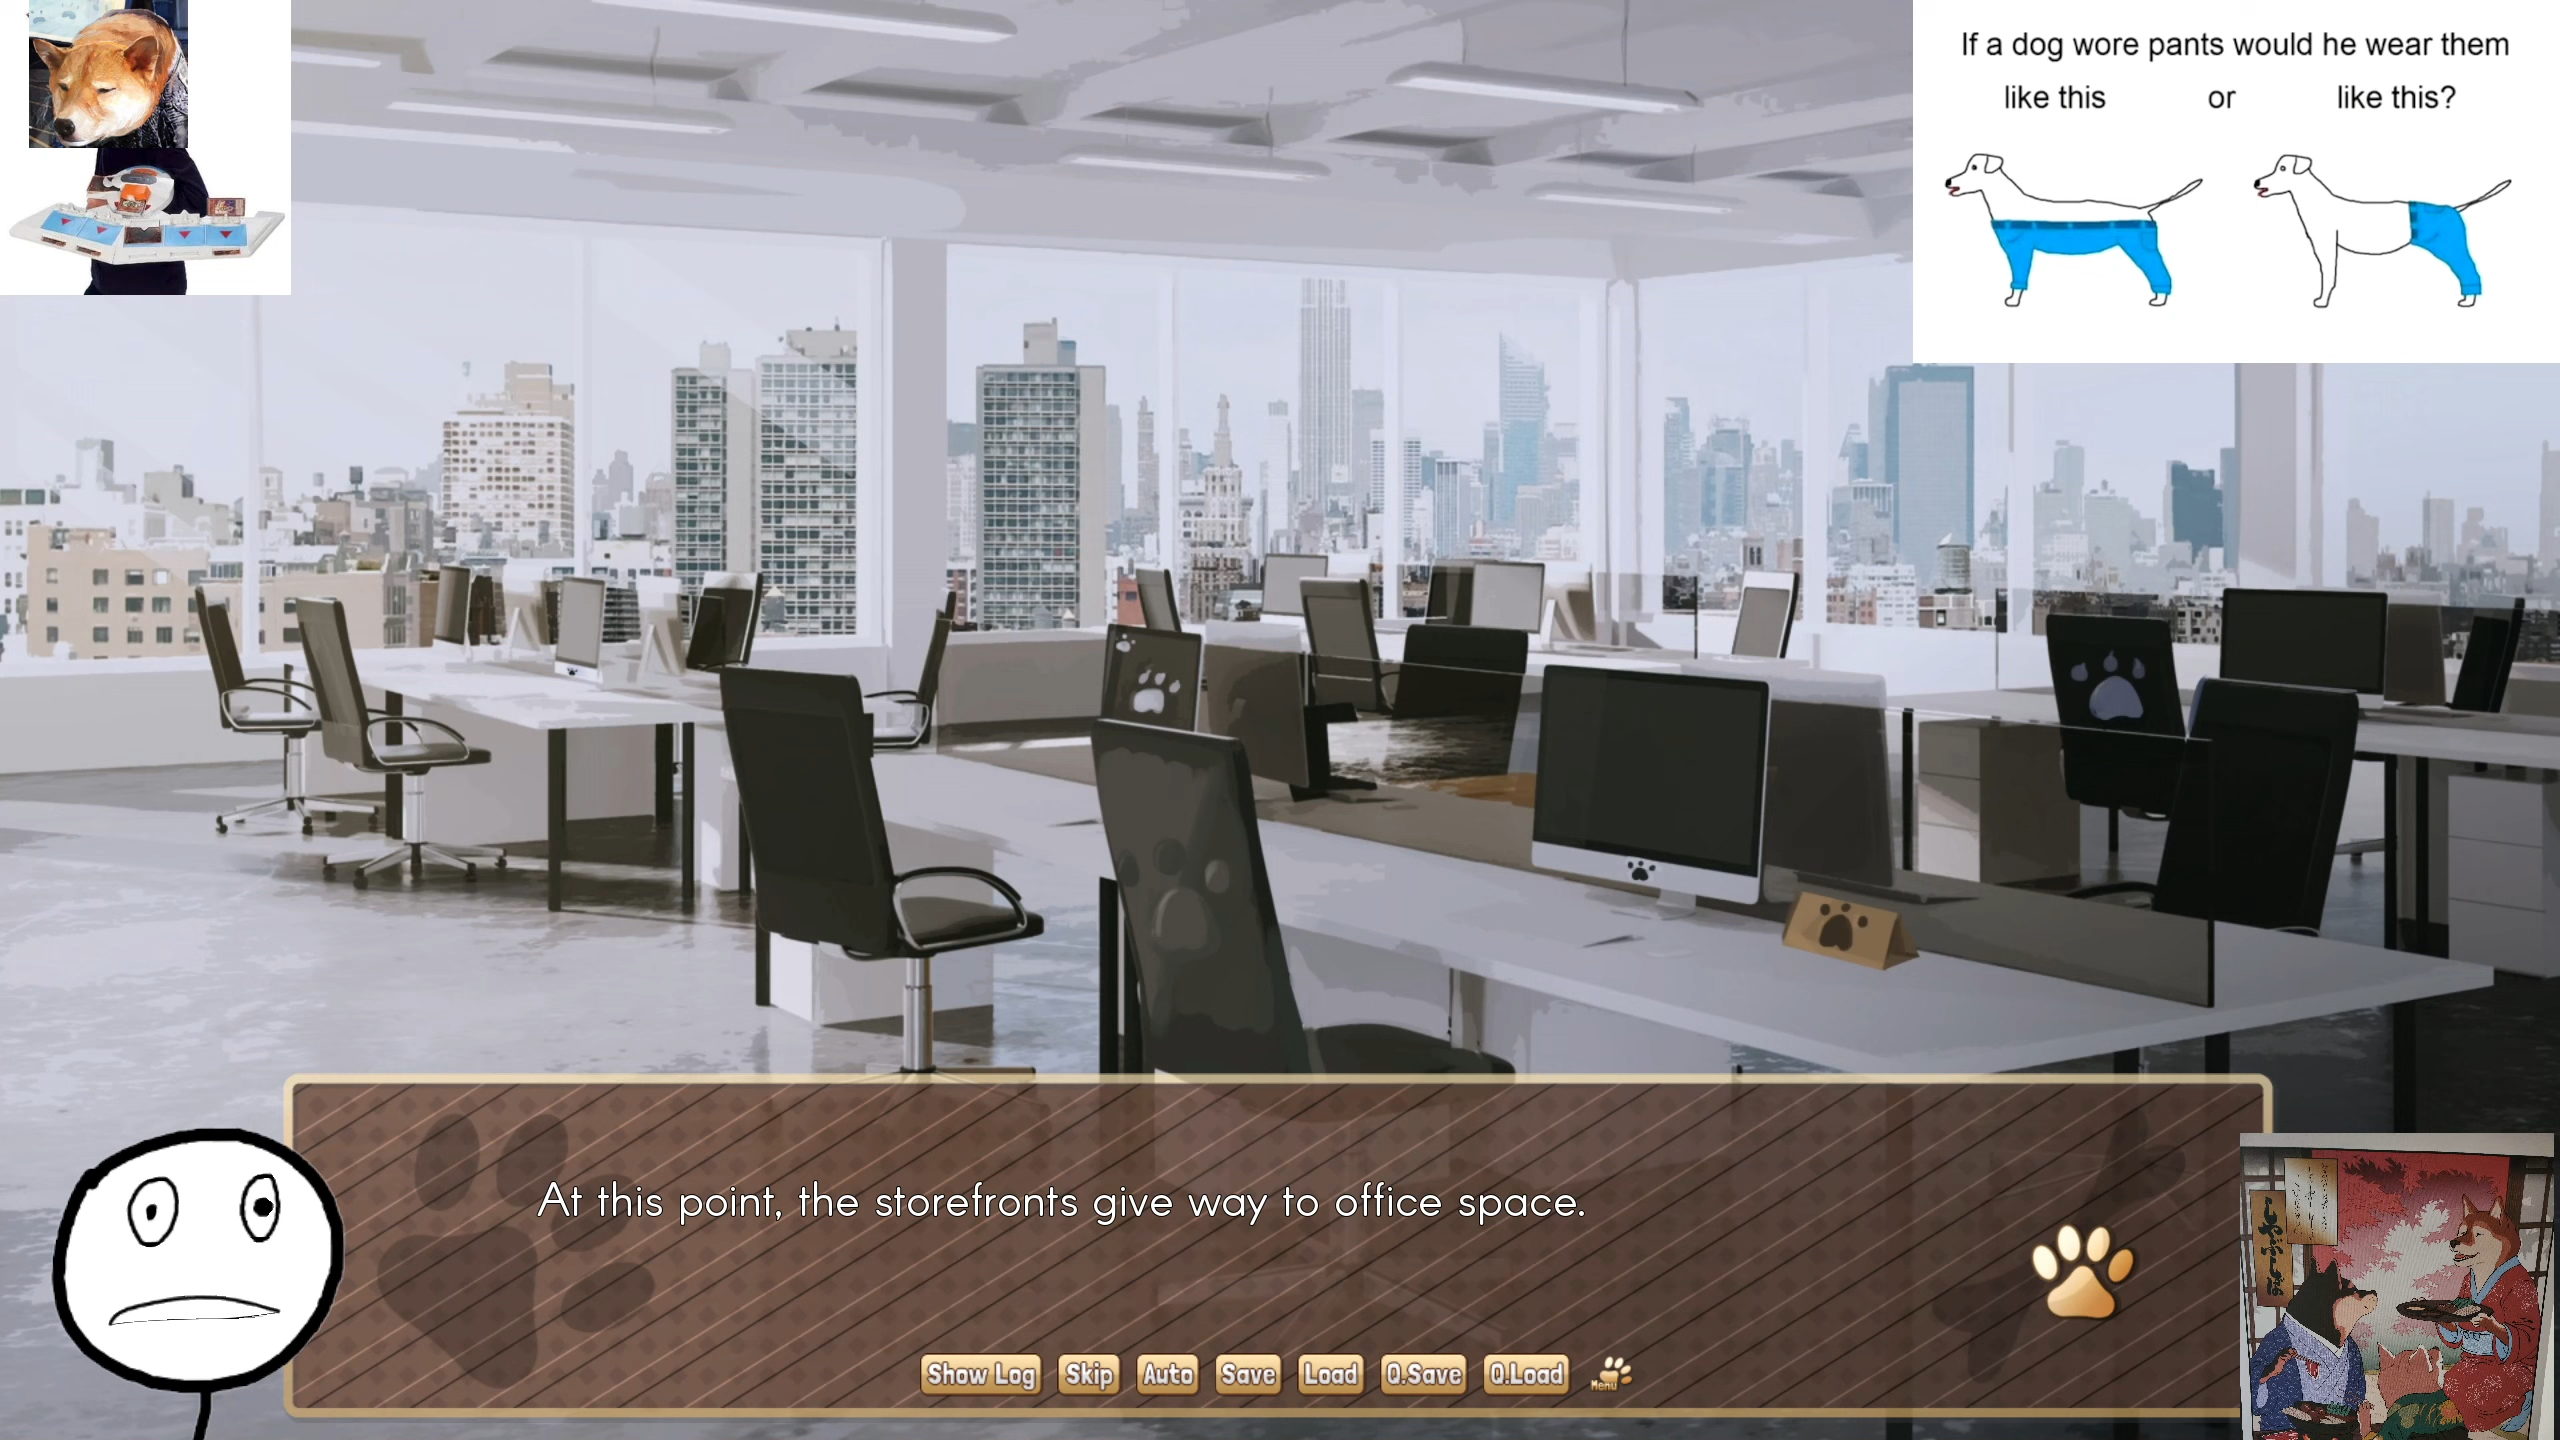 If a dog wore pants would he wear them
like this or like this?
At this point, the storefronts give way to office space.
Show Log Skip Auto Save Load Q.Save Q.Load Menu